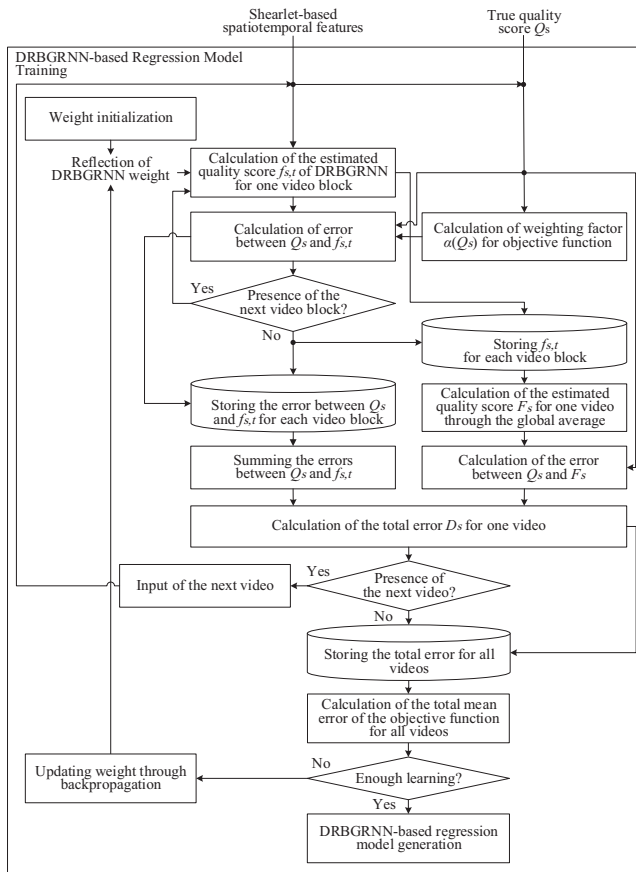 Shearlet-based
spatiotemporal features
True quality
score Qs
DRBGRNN-based Regression Model
Training
Weight initialization
Reflection of
DRBGRNN weight
Calculation of the estimated
quality score fs,t of DRBGRNN
for one video block
Calculation of error
between Qs and fs,t
Calculation of weighting factor
α(Qs) for objective function
Yes
Presence of the
next video block?
No
Storing fs,t
for each video block
Storing the error between Qs
and fs,t for each video block
Calculation of the estimated
quality score Fs for one video
through the global average
Summing the errors
between Qs and fs,t
Calculation of the error
between Qs and Fs
Calculation of the total error Ds for one video
Input of the next video
Yes
Presence of
the next video?
No
Storing the total error for all
videos
Calculation of the total mean
error of the objective function
for all videos
Updating weight through
backpropagation
No
Enough learning?
Yes
DRBGRNN-based regression
model generation